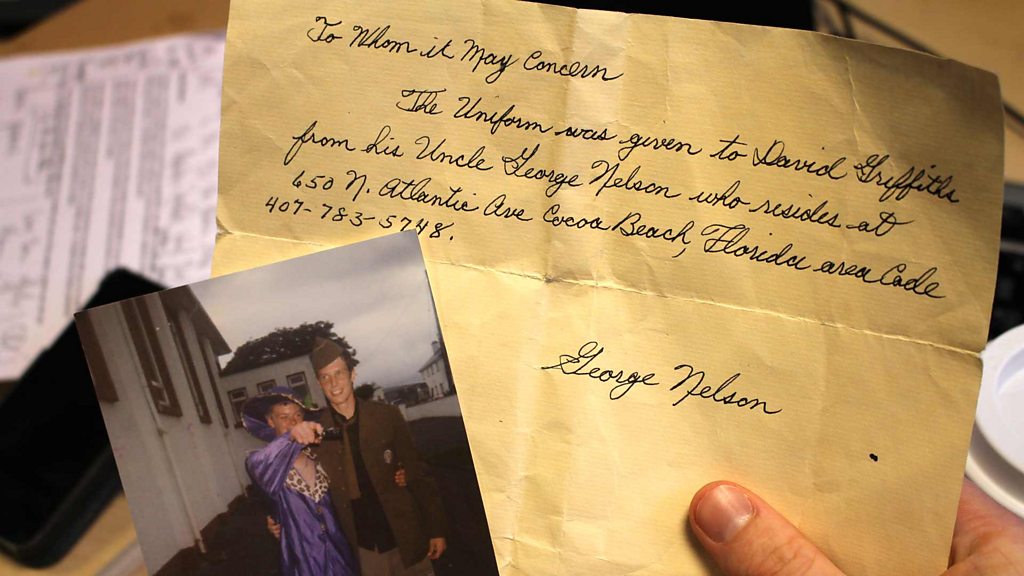 To Whom it May Concern
The Uniform was given to David Griffiths
from his Uncle George Nelson who resides at
650 N. Atlantic Ave Cocoa Beach, Florida area Code
407-783-5748.
George Nelson